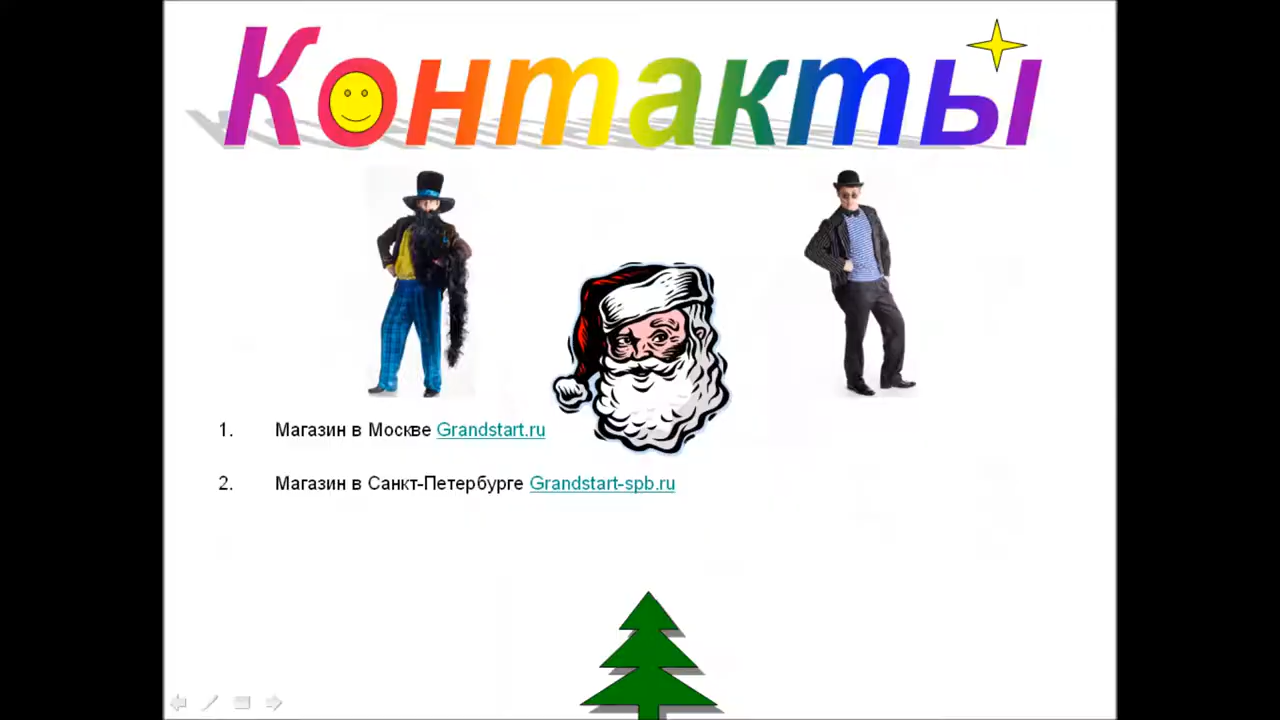 Контакты
1. Магазин в Москве Grandstart.ru
2. Магазин в Санкт-Петербурге Grandstart-spb.ru